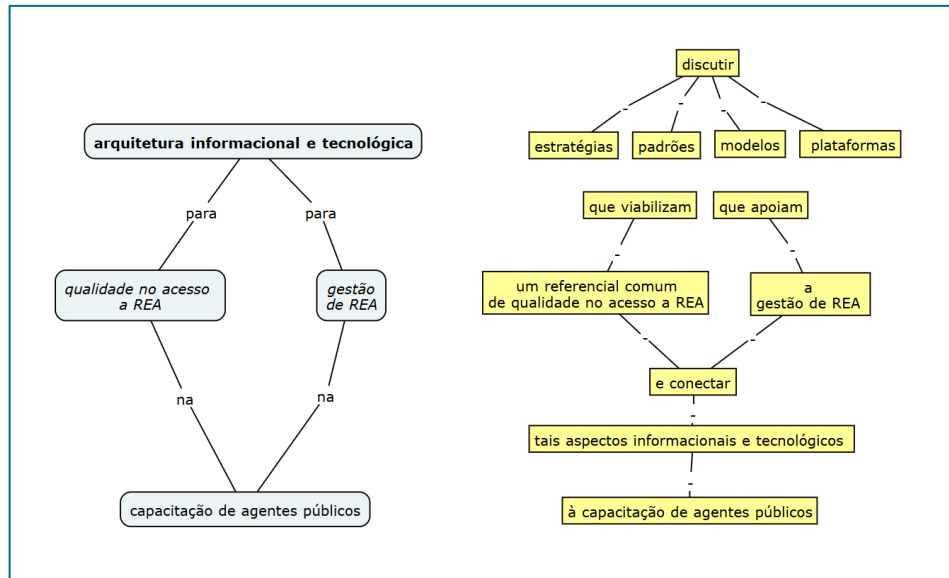 arquitetura informacional e tecnológica
para
para
qualidade no acesso
a REA
gestão
de REA
na
na
capacitação de agentes públicos
discutir
-
-
-
-
estratégias
padrões
modelos
plataformas
que viabilizam
que apoiam
-
-
um referencial comum
de qualidade no acesso a REA
a
gestão de REA
-
-
e conectar
-
tais aspectos informacionais e tecnológicos
-
à capacitação de agentes públicos